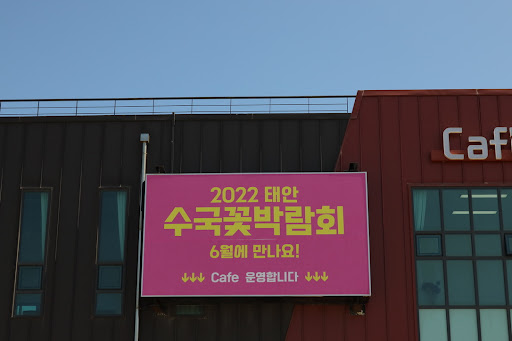 2022 태안
수국꽃박람회
6월에 만나요!
↓↓↓ Cafe 운영합니다 ↓↓↓
Caf